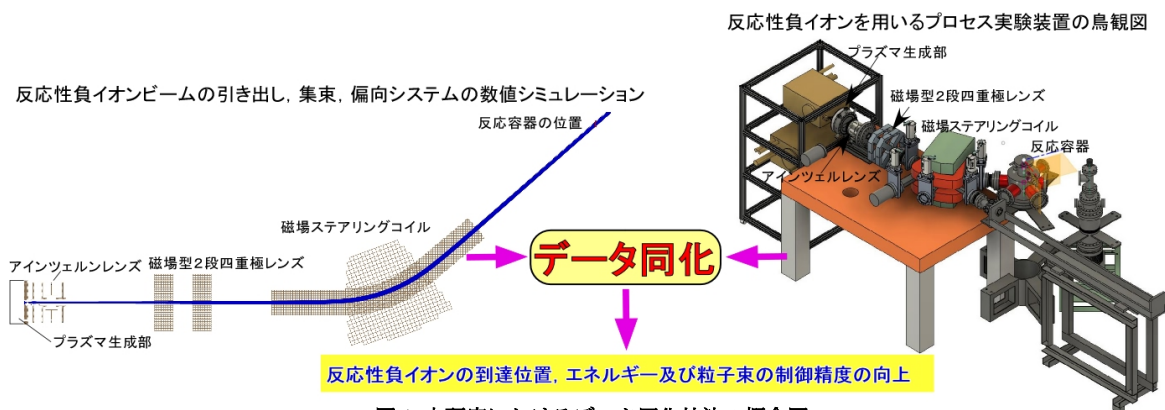 反応性負イオンを用いるプロセス実験装置の鳥観図
プラズマ生成部
磁場型2段四重極レンズ
磁場ステアリングコイル
反応容器
アインツェルレンズ
反応性負イオンビームの引き出し，集束，偏向システムの数値シミュレーション
反応容器の位置
磁場ステアリングコイル
アインツェルンレンズ
磁場型2段四重極レンズ
プラズマ生成部
データ同化
反応性負イオンの到達位置，エネルギー及び粒子束の制御精度の向上